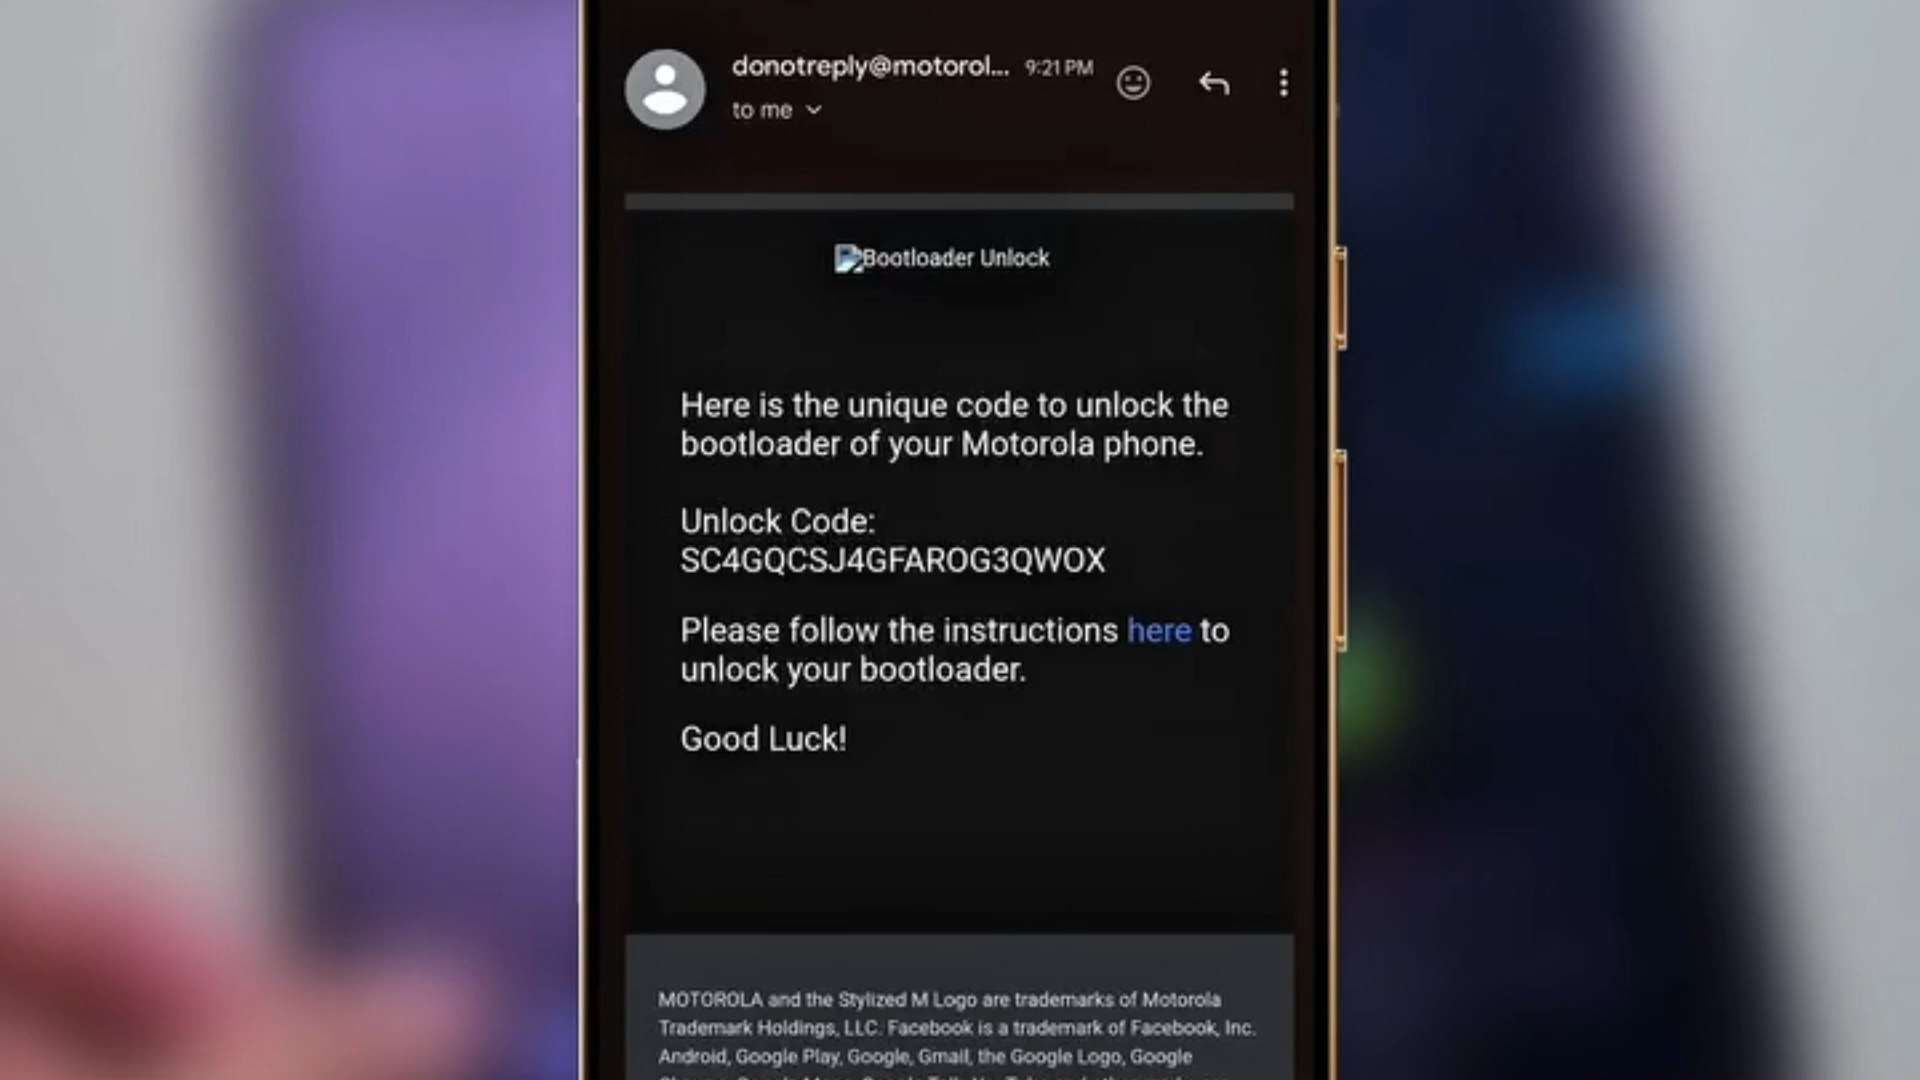 donotreply@motorol... 9:21 PM
to me
Bootloader Unlock
Here is the unique code to unlock the
bootloader of your Motorola phone.
Unlock Code:
SC4GQCSJ4GFAROG3QWOX
Please follow the instructions here to
unlock your bootloader.
Good Luck!
MOTOROLA and the Stylized M Logo are trademarks of Motorola
Trademark Holdings, LLC. Facebook is a trademark of Facebook, Inc.
Android, Google Play, Google, Gmail, the Google Logo, Google